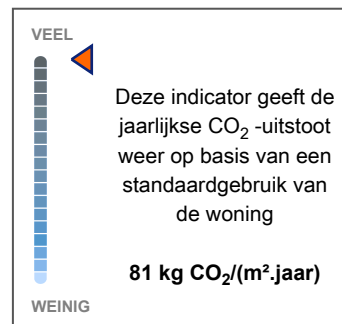 VEEL
Deze indicator geeft de
jaarlijkse CO₂ -uitstoot
weer op basis van een
standaardgebruik van
de woning
81 kg CO₂/(m².jaar)
WEINIG